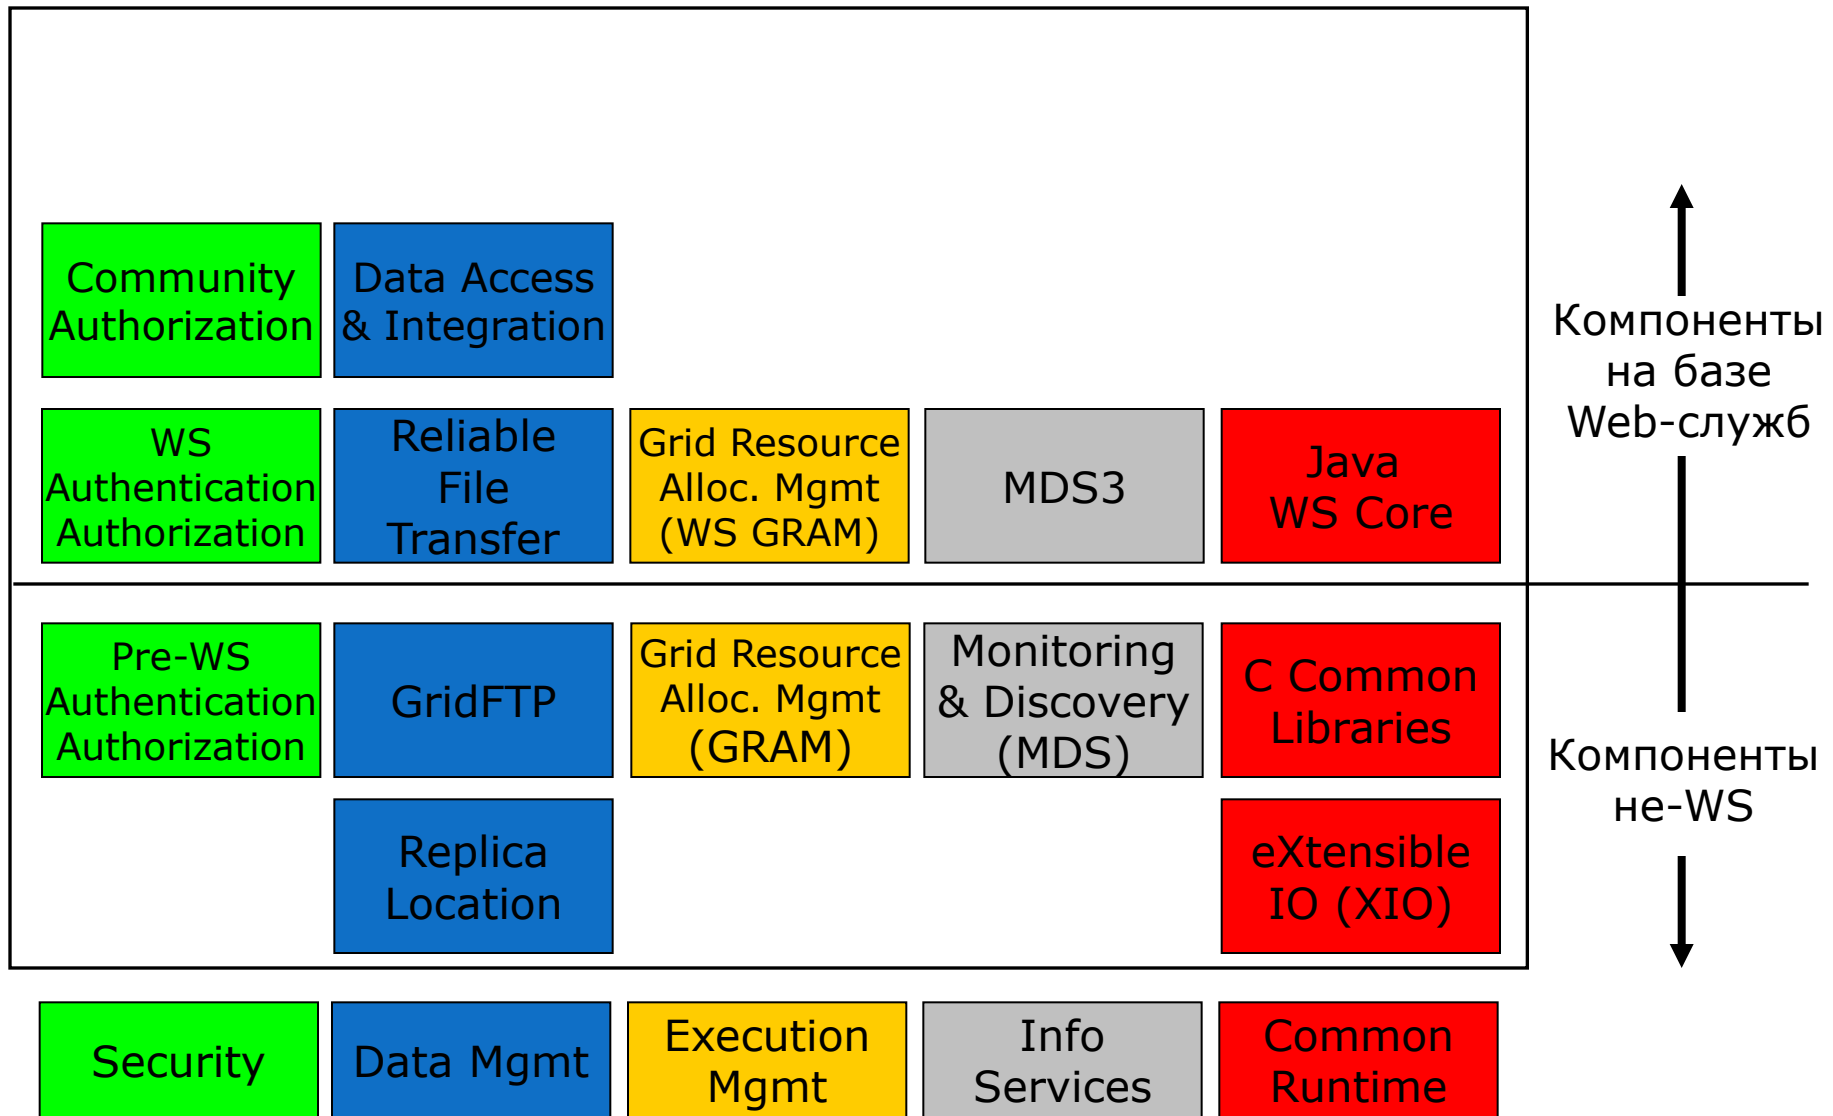 Community
Authorization
Data Access
& Integration
Компоненты
на базе
Web-служб
WS
Authentication
Authorization
Reliable
File
Transfer
Grid Resource
Alloc. Mgmt
(WS GRAM)
MDS3
Java
WS Core
Pre-WS
Authentication
Authorization
GridFTP
Grid Resource
Alloc. Mgmt
(GRAM)
Monitoring
& Discovery
(MDS)
C Common
Libraries
Компоненты
не-WS
Replica
Location
eXtensible
IO (XIO)
Security
Data Mgmt
Execution
Mgmt
Info
Services
Common
Runtime